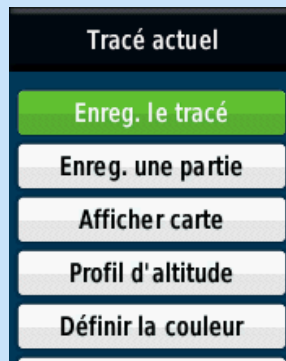 Tracé actuel
Enreg. le tracé
Enreg. une partie
Afficher carte
Profil d'altitude
Définir la couleur